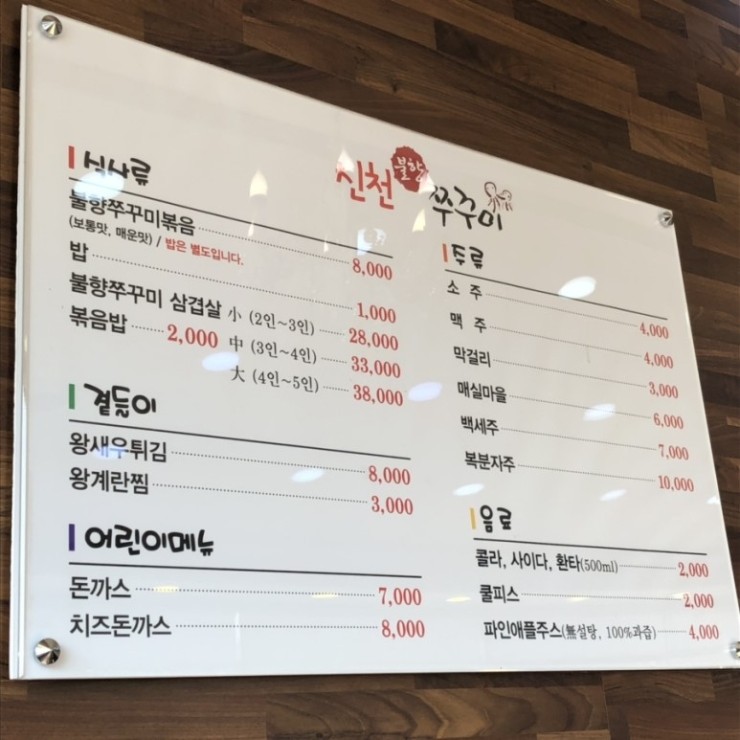 신천 불향 쭈꾸미
식사류
불향쭈꾸미볶음 8,000
(보통맛, 매운맛) / 밥은 별도입니다.
밥 1,000
불향쭈꾸미 삼겹살 小 (2인~3인) 28,000
中 (3인~4인) 33,000
大 (4인~5인) 38,000
볶음밥 2,000
곁들이
왕새우튀김 8,000
왕계란찜 3,000
어린이메뉴
돈까스 7,000
치즈돈까스 8,000
주류
소 주 4,000
맥 주 4,000
막걸리 3,000
매실마을 6,000
백세주 7,000
복분자주 10,000
음료
콜라, 사이다, 환타(500ml) 2,000
쿨피스 2,000
파인애플주스(無설탕, 100%과즙) 4,000